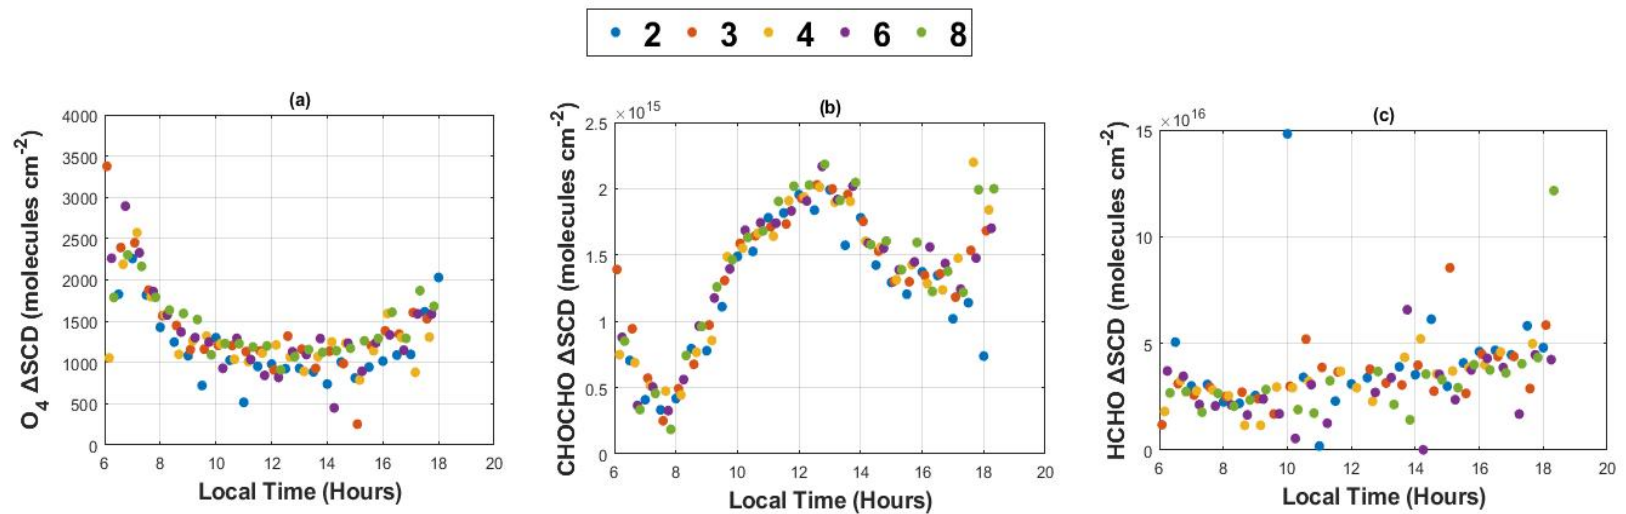 2 3 4 6 8
(a)
O4 ΔSCD (molecules cm-2)
4000
3500
3000
2500
2000
1500
1000
500
0
6 8 10 12 14 16 18 20
Local Time (Hours)
(b)
×10^15
CHOCHO ΔSCD (molecules cm-2)
2.5
2
1.5
1
0.5
0
6 8 10 12 14 16 18 20
Local Time (Hours)
(c)
×10^16
HCHO ΔSCD (molecules cm-2)
15
10
5
0
6 8 10 12 14 16 18 20
Local Time (Hours)